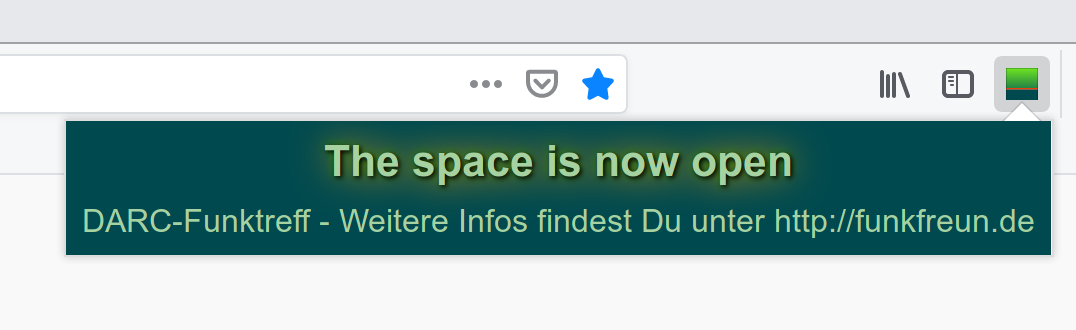 The space is now open
DARC-Funktreff - Weitere Infos findest Du unter http://funkfreun.de